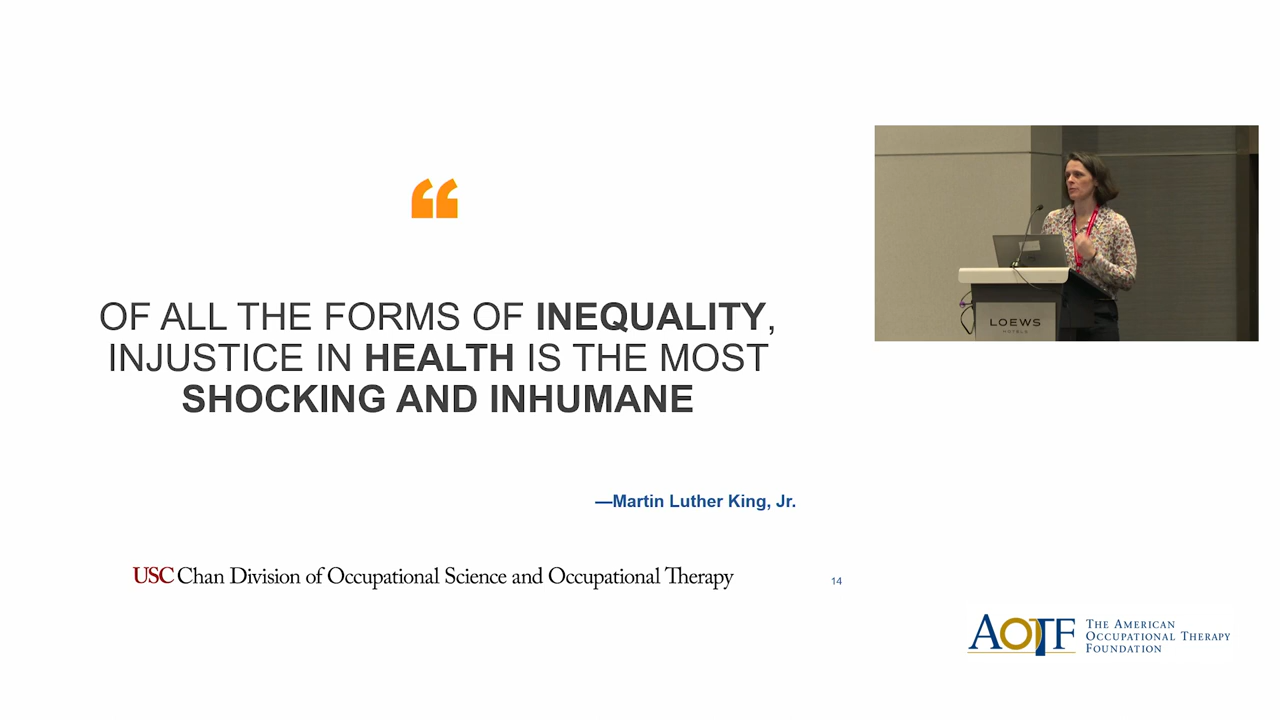 “
OF ALL THE FORMS OF INEQUALITY,
INJUSTICE IN HEALTH IS THE MOST
SHOCKING AND INHUMANE
—Martin Luther King, Jr.
USC Chan Division of Occupational Science and Occupational Therapy
14
LOEWS
HOTELS
AOTF
THE AMERICAN
OCCUPATIONAL THERAPY
FOUNDATION